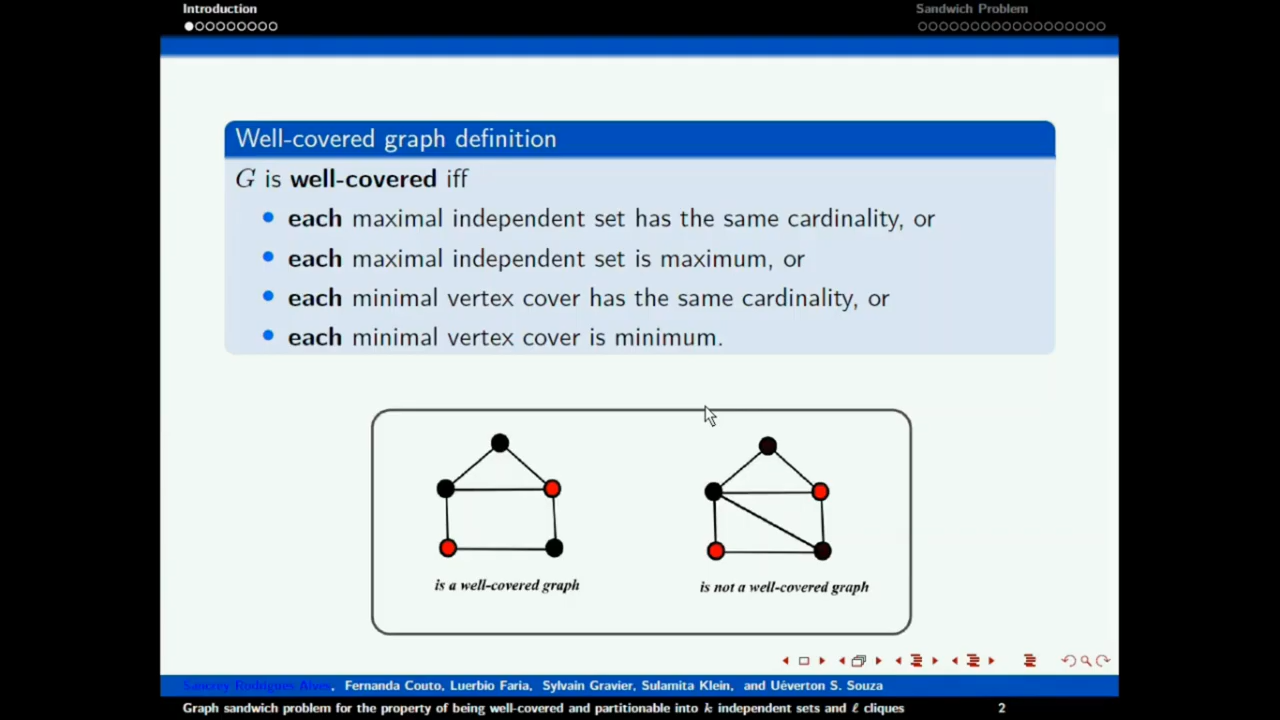 Introduction
Sandwich Problem
Well-covered graph definition
G is well-covered iff
each maximal independent set has the same cardinality, or
each maximal independent set is maximum, or
each minimal vertex cover has the same cardinality, or
each minimal vertex cover is minimum.
is a well-covered graph
is not a well-covered graph
Sancrey Rodrigues Alves, Fernanda Couto, Luerbio Faria, Sylvain Gravier, Sulamita Klein, and Uéverton S. Souza
Graph sandwich problem for the property of being well-covered and partitionable into k independent sets and ℓ cliques 2